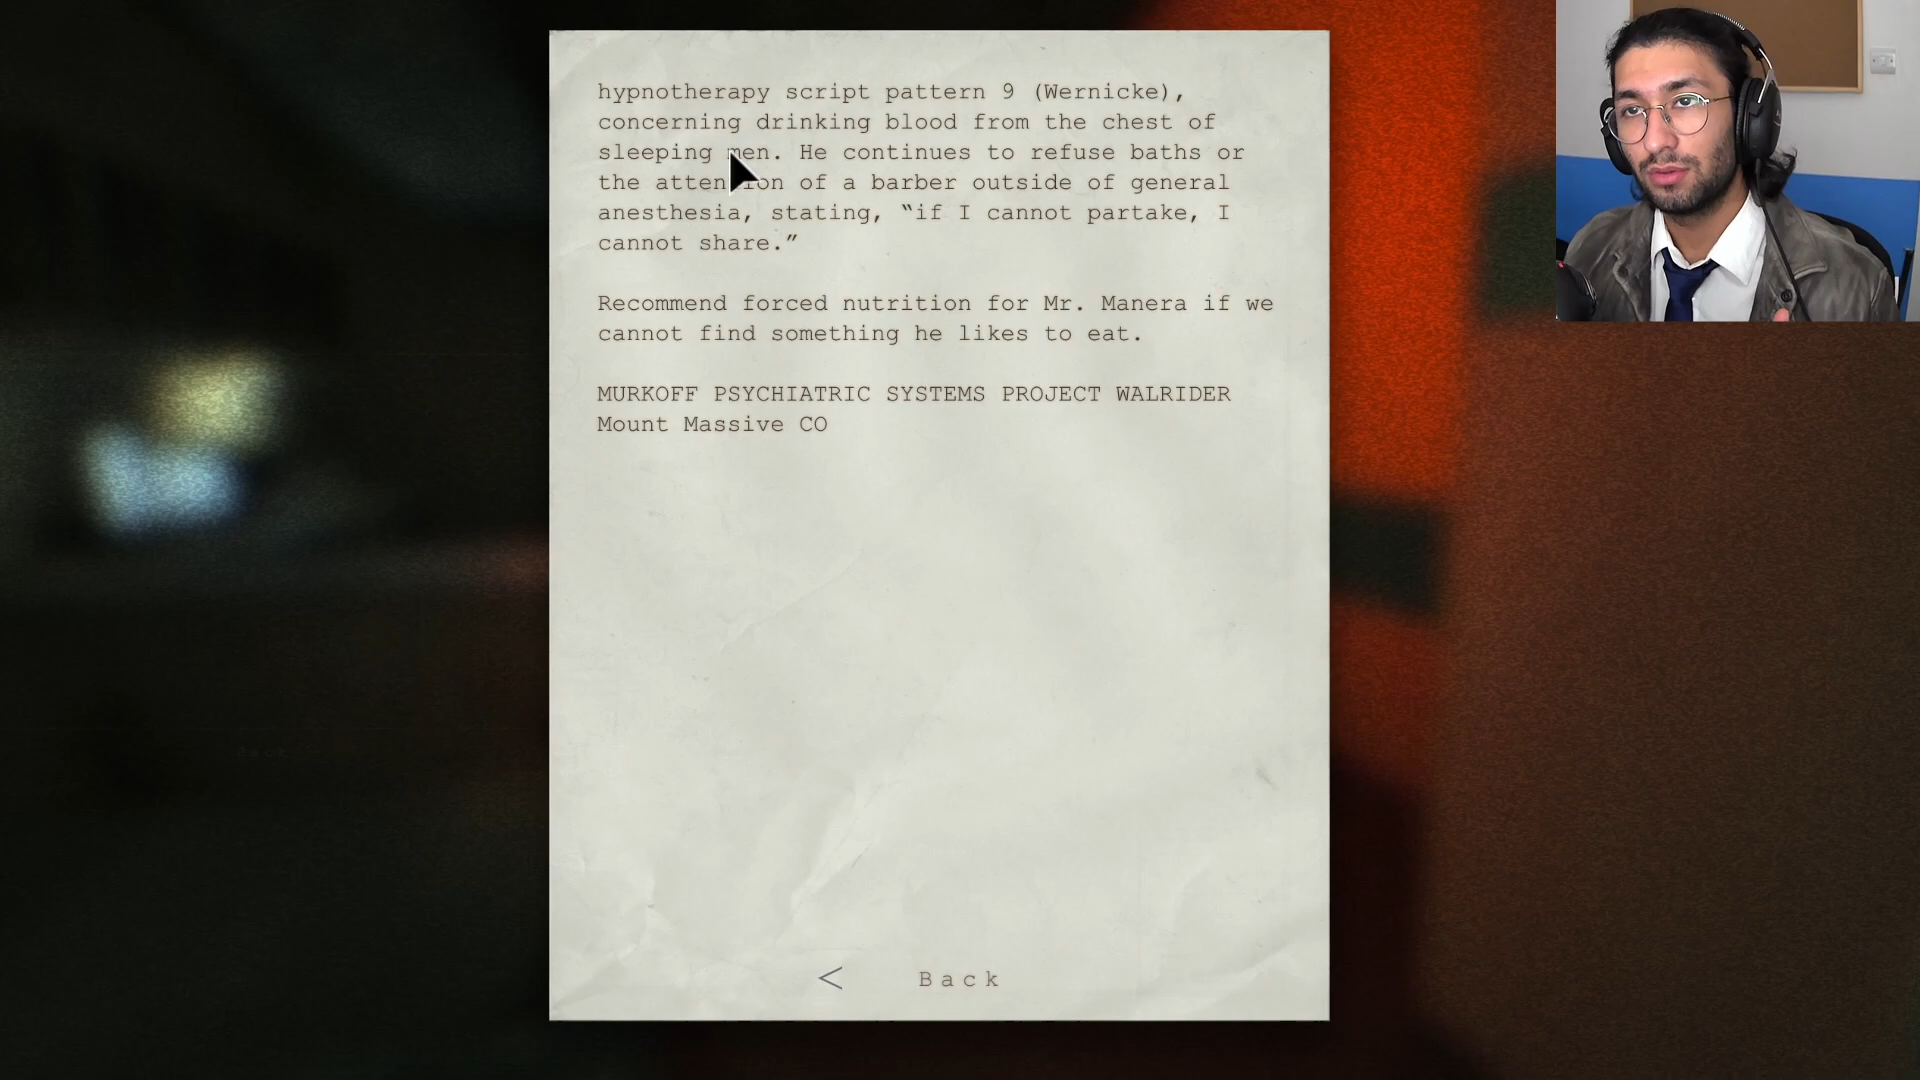 hypnotherapy script pattern 9 (Wernicke),
concerning drinking blood from the chest of
sleeping men. He continues to refuse baths or
the attention of a barber outside of general
anesthesia, stating, “if I cannot partake, I
cannot share.”
Recommend forced nutrition for Mr. Manera if we
cannot find something he likes to eat.
MURKOFF PSYCHIATRIC SYSTEMS PROJECT WALRIDER
Mount Massive CO
< Back